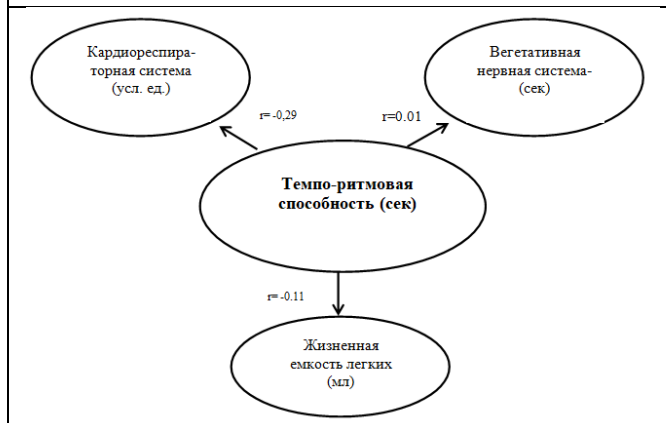 Кардиореспира-
торная система
(усл. ед.)
Вегетативная
нервная система-
(сек)
r= -0,29
r=0.01
Темпо-ритмовая
способность (сек)
r= -0.11
Жизненная
емкость легких
(мл)